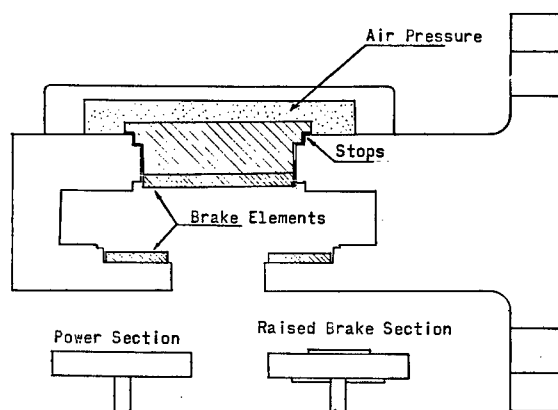 Air Pressure
Stops
Brake Elements
Power Section
Raised Brake Section